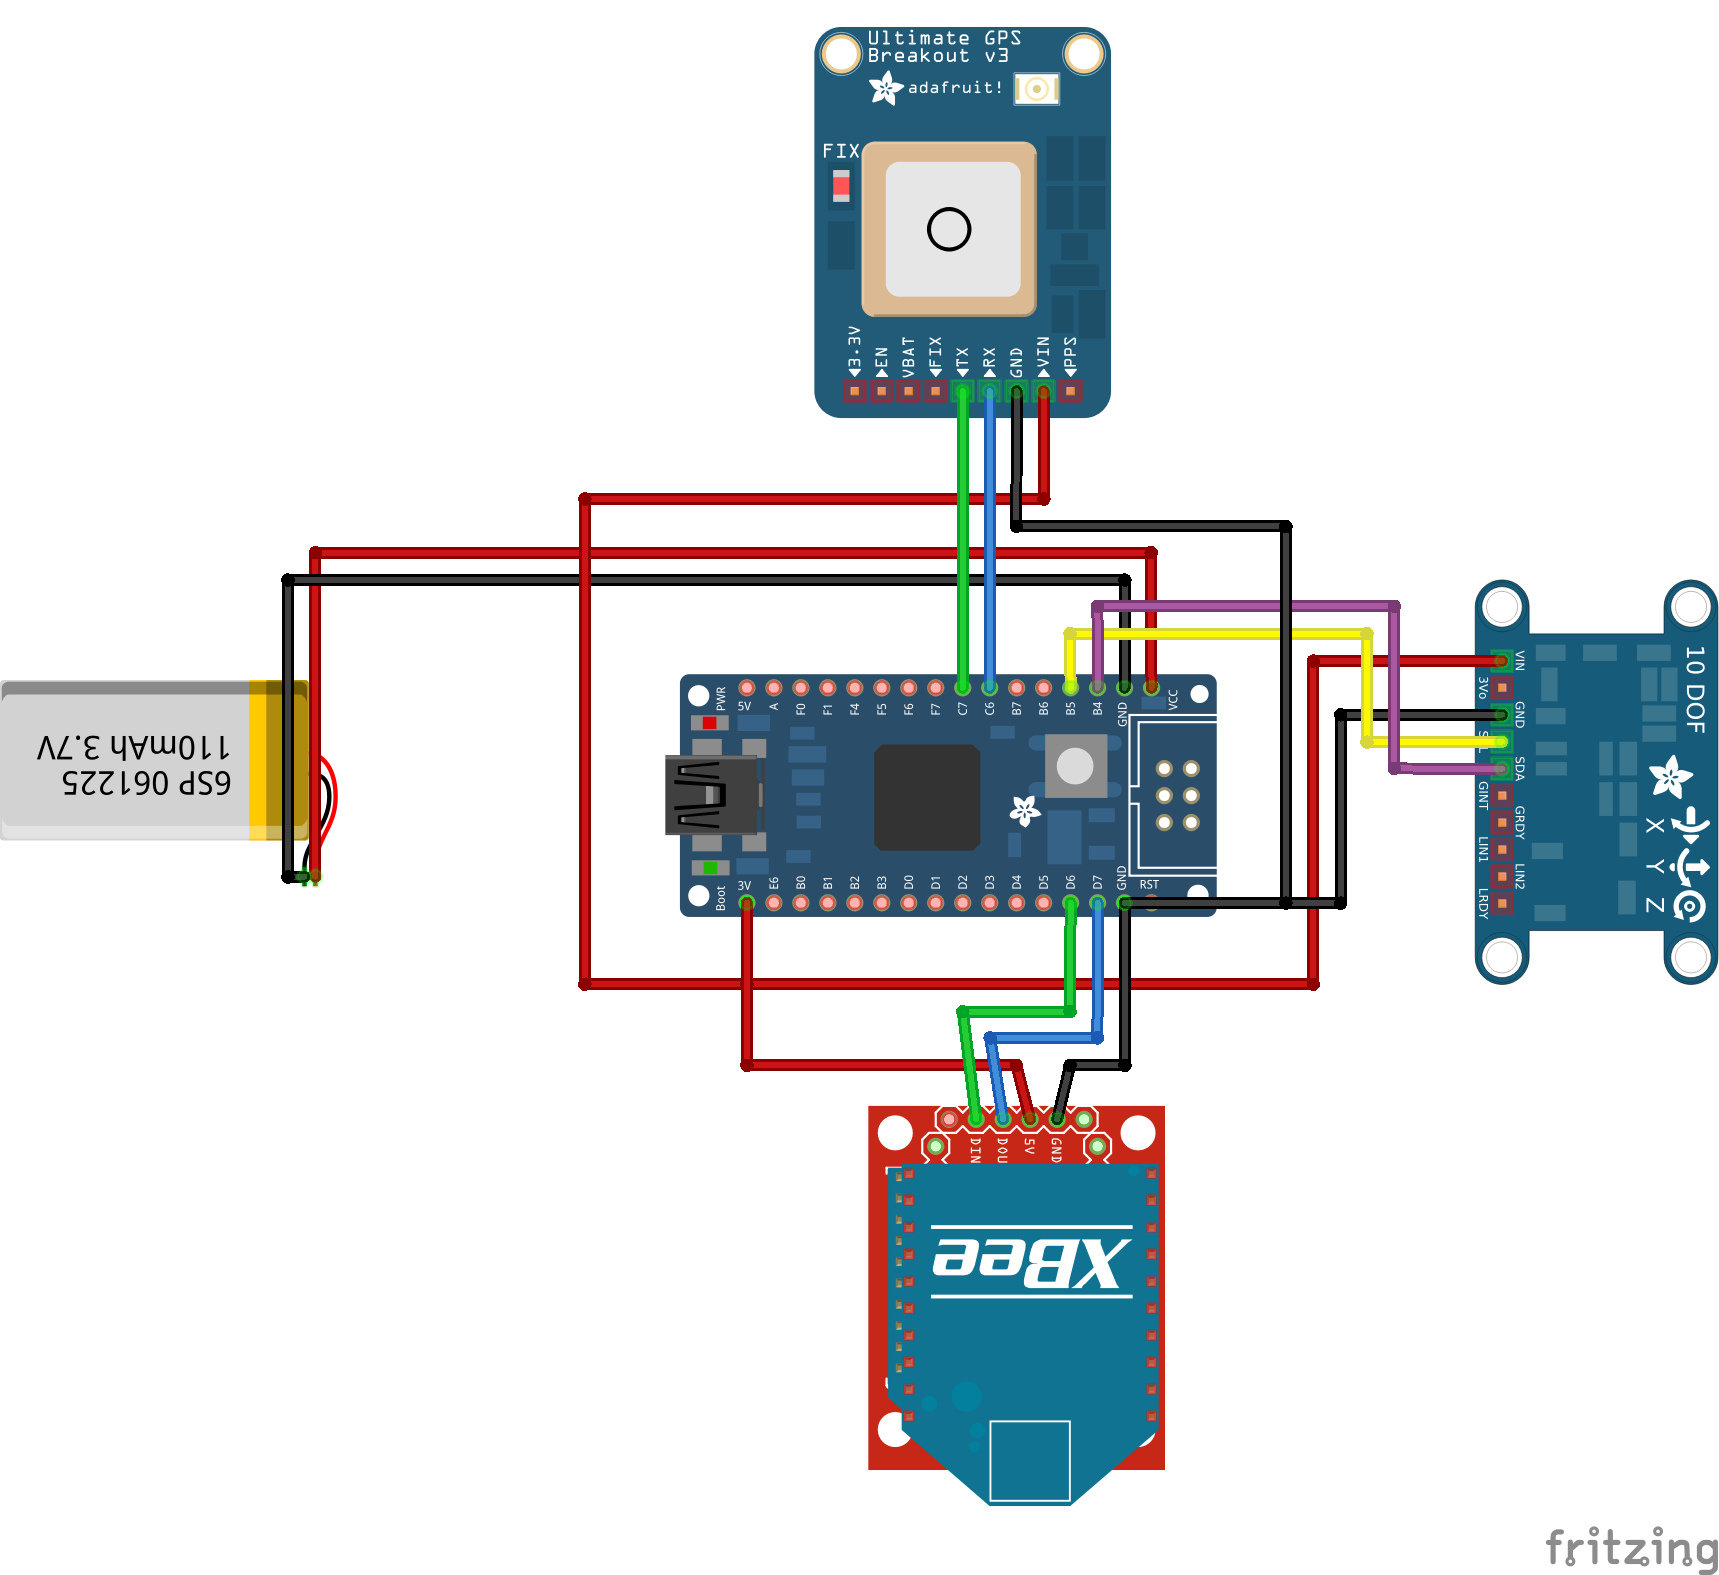 Ultimate GPS
Breakout v3
adafruit!
FIX
3.3V
EN
VBAT
FIX
TX
RX
GND
VIN
PPS
6SP 061225
110mAh 3.7V
PWR
5V
A
F0
F1
F4
F5
F6
F7
C7
C6
B7
B6
B5
B4
GND
VCC
Boot
3V
E6
B0
B1
B2
B3
D0
D1
D2
D3
D4
D5
D6
D7
GND
RST
10 DOF
VIN
3Vo
GND
SDA
GINT
GRDY
LIN1
LIN2
LRDY
X
Y
Z
DIN
DOU
5V
GND
XBee
fritzing